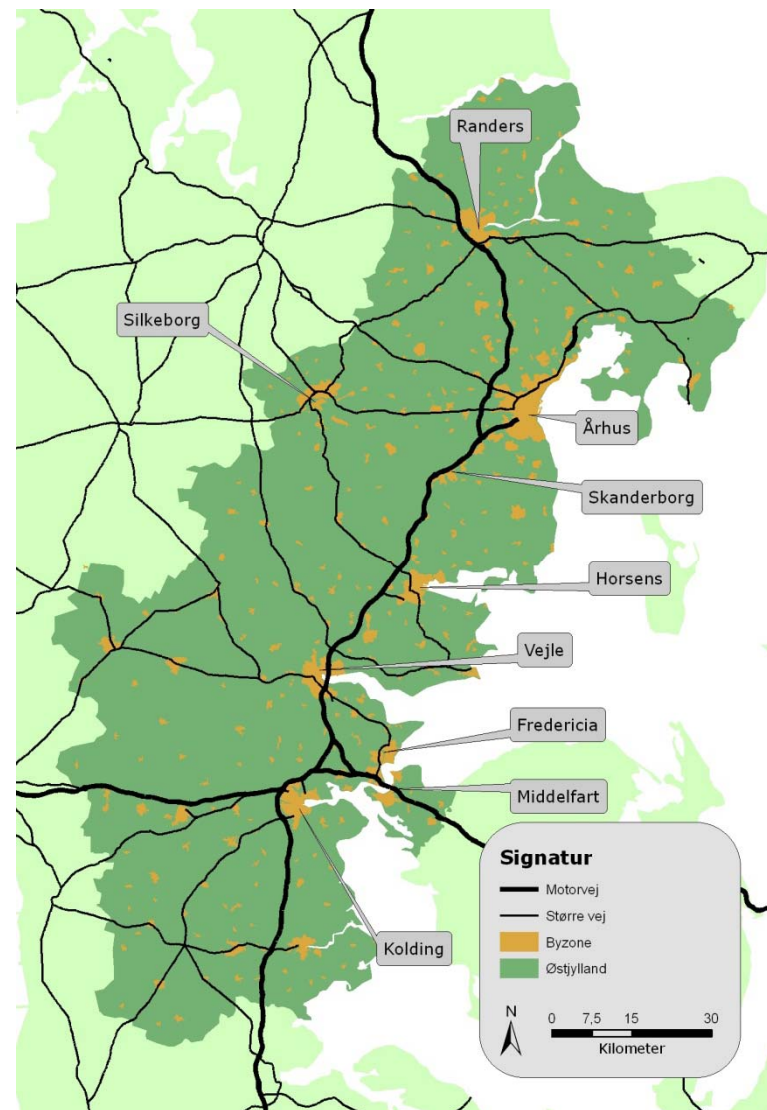 Randers
Silkeborg
Århus
Skanderborg
Horsens
Vejle
Fredericia
Middelfart
Kolding
Signatur
Motorvej
Større vej
Byzone
Østjylland
N
0 7,5 15 30
Kilometer